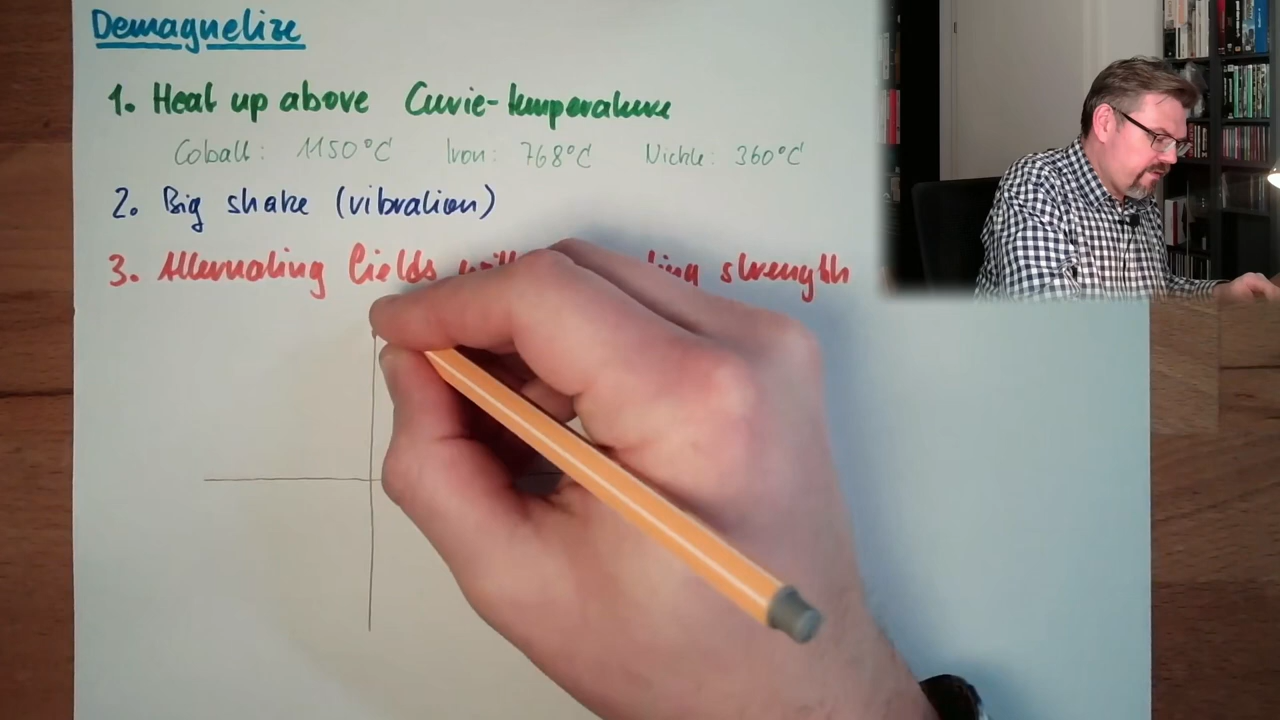 Demagnetize
1. Heat up above Curie-temperature
Cobalt: 1150°C Iron: 768°C Nickle: 360°C
2. Big shake (vibration)
3. Alternating fields strength